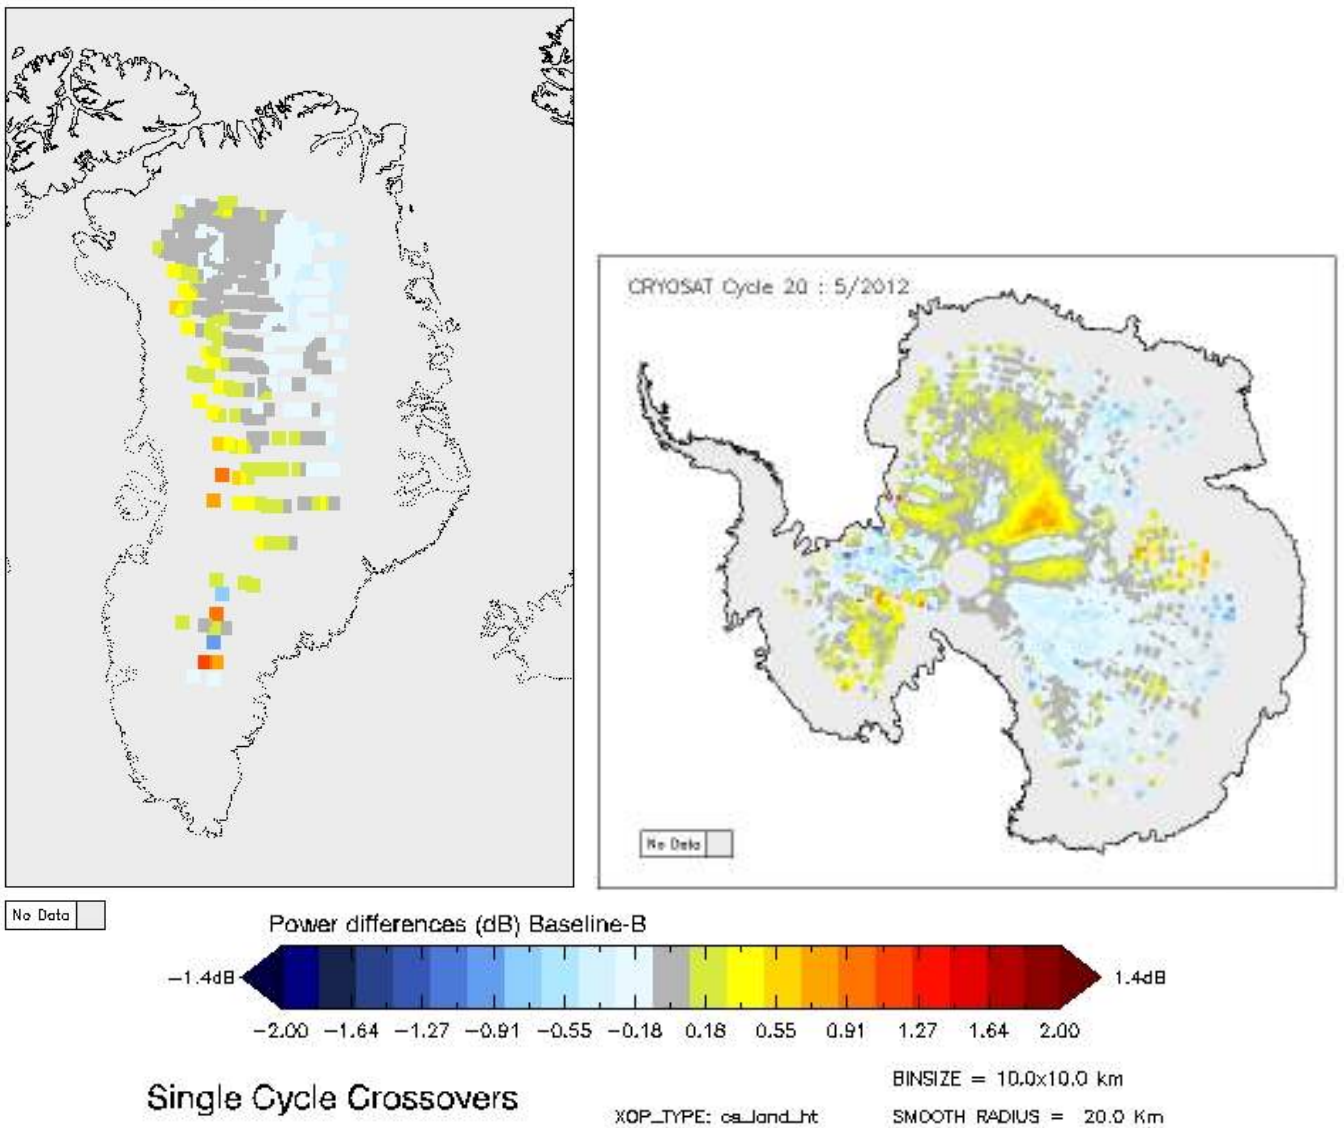 CRYOSAT Cycle 20 : 5/2012
No Data
No Data
Power differences (dB) Baseline-B
−1.4dB
1.4dB
−2.00 −1.64 −1.27 −0.91 −0.55 −0.18 0.18 0.55 0.91 1.27 1.64 2.00
BINSIZE = 10.0x10.0 km
Single Cycle Crossovers
XOP_TYPE: cs_land_ht
SMOOTH RADIUS = 20.0 Km